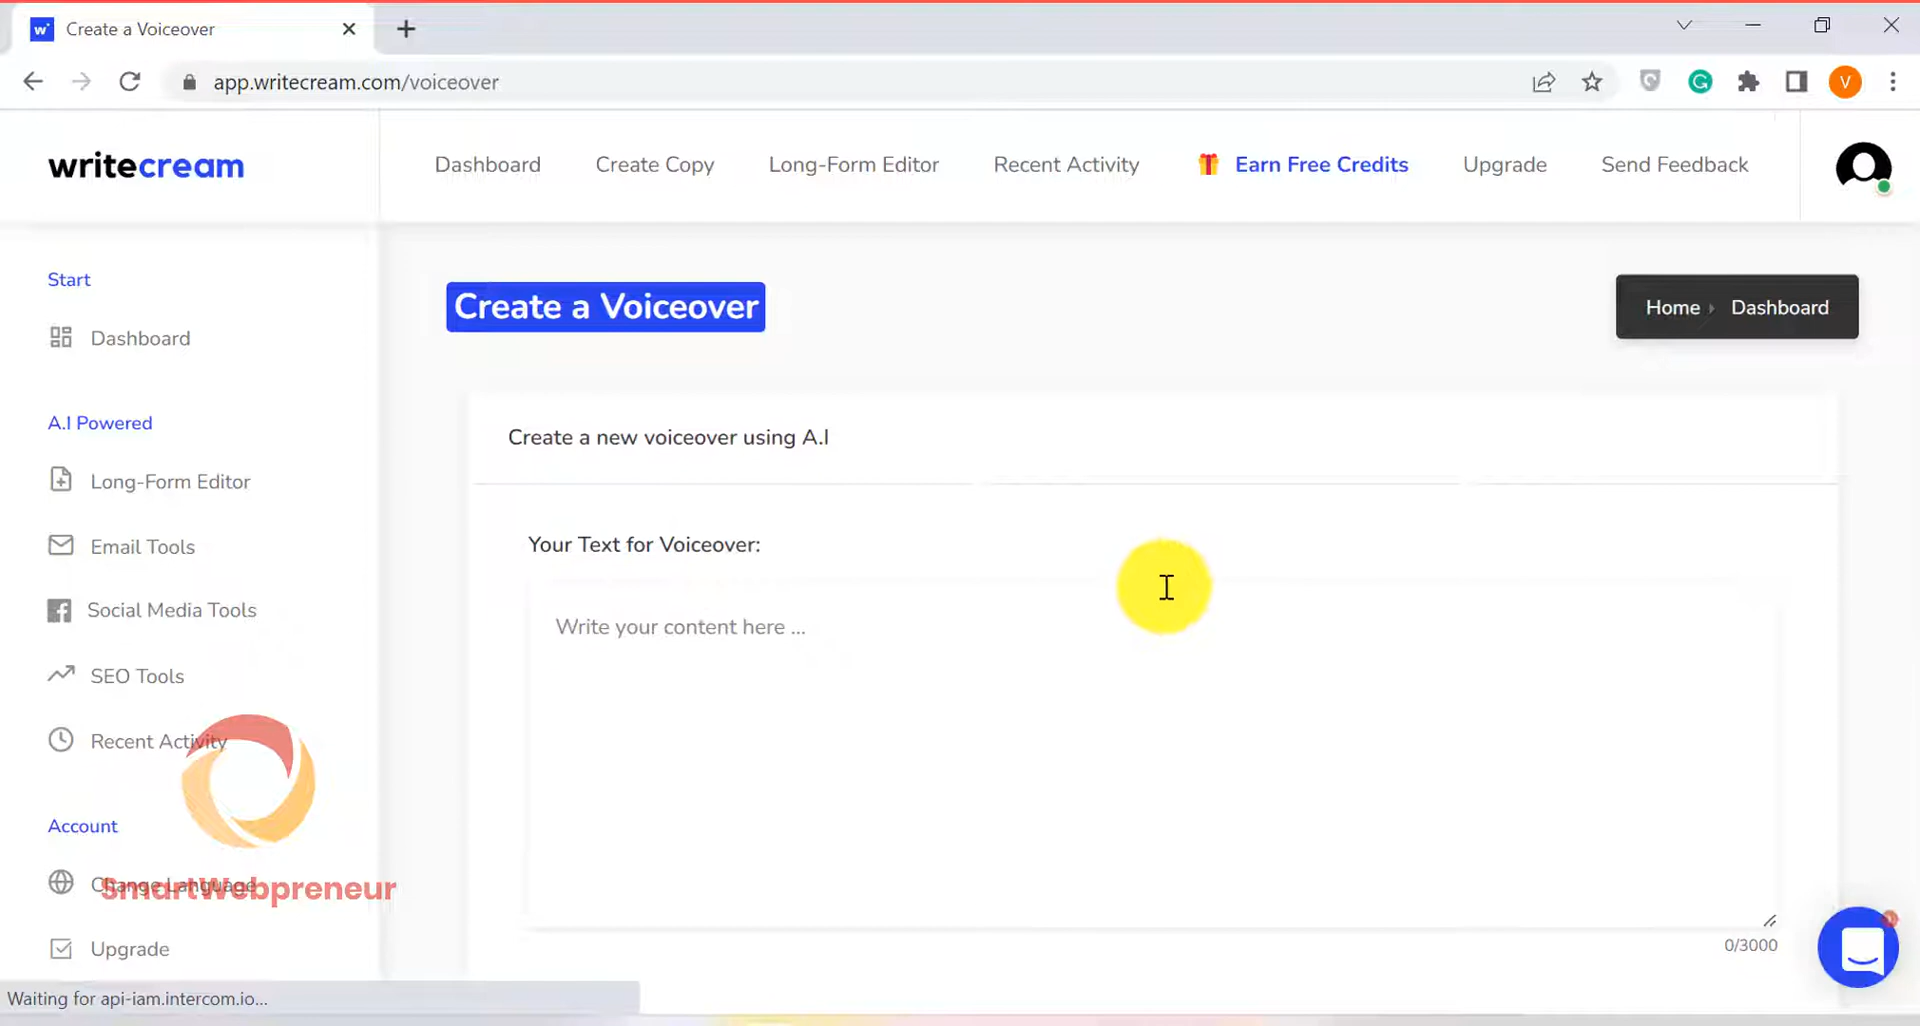 Create a Voiceover
app.writecream.com/voiceover
V
writecream
Dashboard
Create Copy
Long-Form Editor
Recent Activity
Earn Free Credits
Upgrade
Send Feedback
Start
Dashboard
A.I Powered
Long-Form Editor
Email Tools
Social Media Tools
SEO Tools
Recent Activity
Account
Change Language
SmartWebpreneur
Upgrade
Create a Voiceover
Home › Dashboard
Create a new voiceover using A.I
Your Text for Voiceover:
Write your content here ...
0/3000
Waiting for api-iam.intercom.io...